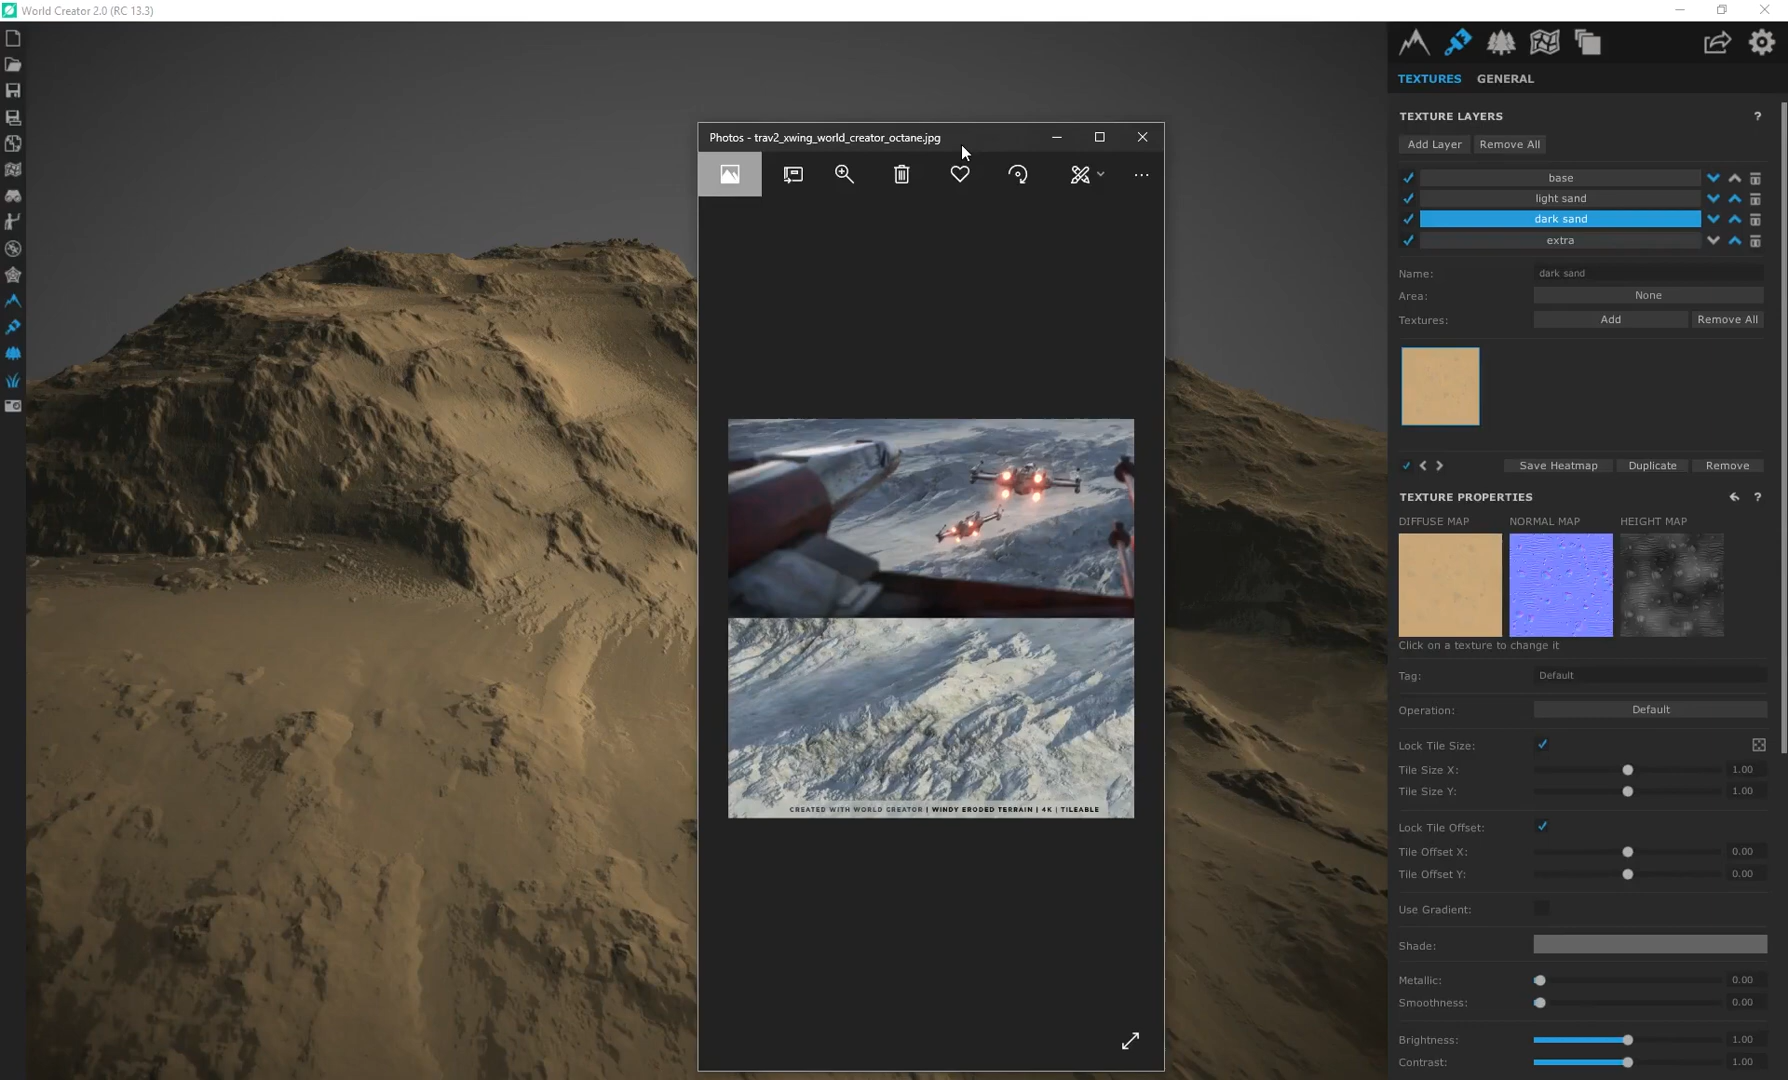 World Creator 2.0 (RC 13.3)
TEXTURES GENERAL
TEXTURE LAYERS ?
Add Layer Remove All
base
light sand
dark sand
extra
Name: dark sand
Area: None
Textures: Add Remove All
Save Heatmap Duplicate Remove
TEXTURE PROPERTIES ?
DIFFUSE MAP NORMAL MAP HEIGHT MAP
Click on a texture to change it
Tag: Default
Operation: Default
Lock Tile Size:
Tile Size X: 1.00
Tile Size Y: 1.00
Lock Tile Offset:
Tile Offset X: 0.00
Tile Offset Y: 0.00
Use Gradient:
Shade:
Metallic: 0.00
Smoothness: 0.00
Brightness: 1.00
Contrast: 1.00
Photos - trav2_xwing_world_creator_octane.jpg
CREATED WITH WORLD CREATOR | WINDY ERODED TERRAIN | 4K | TILEABLE